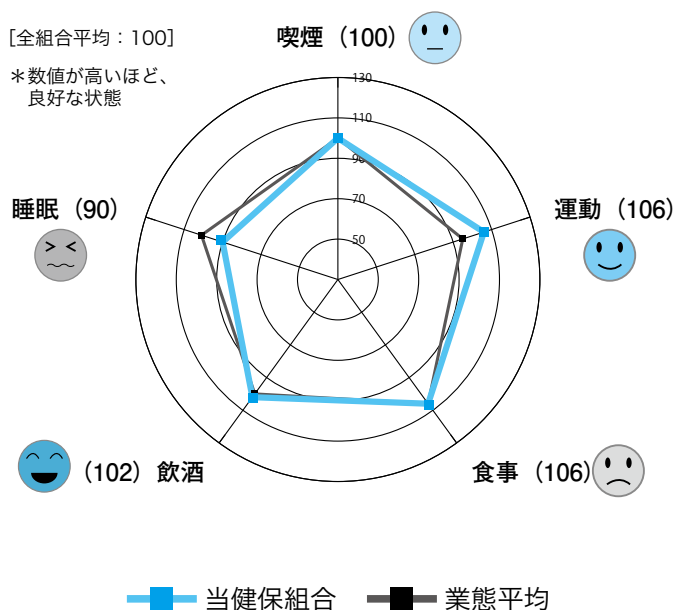 [全組合平均：100]
＊数値が高いほど、
良好な状態
喫煙（100）
130
110
90
70
50
睡眠（90）
運動（106）
（102）飲酒
食事（106）
当健保組合
業態平均